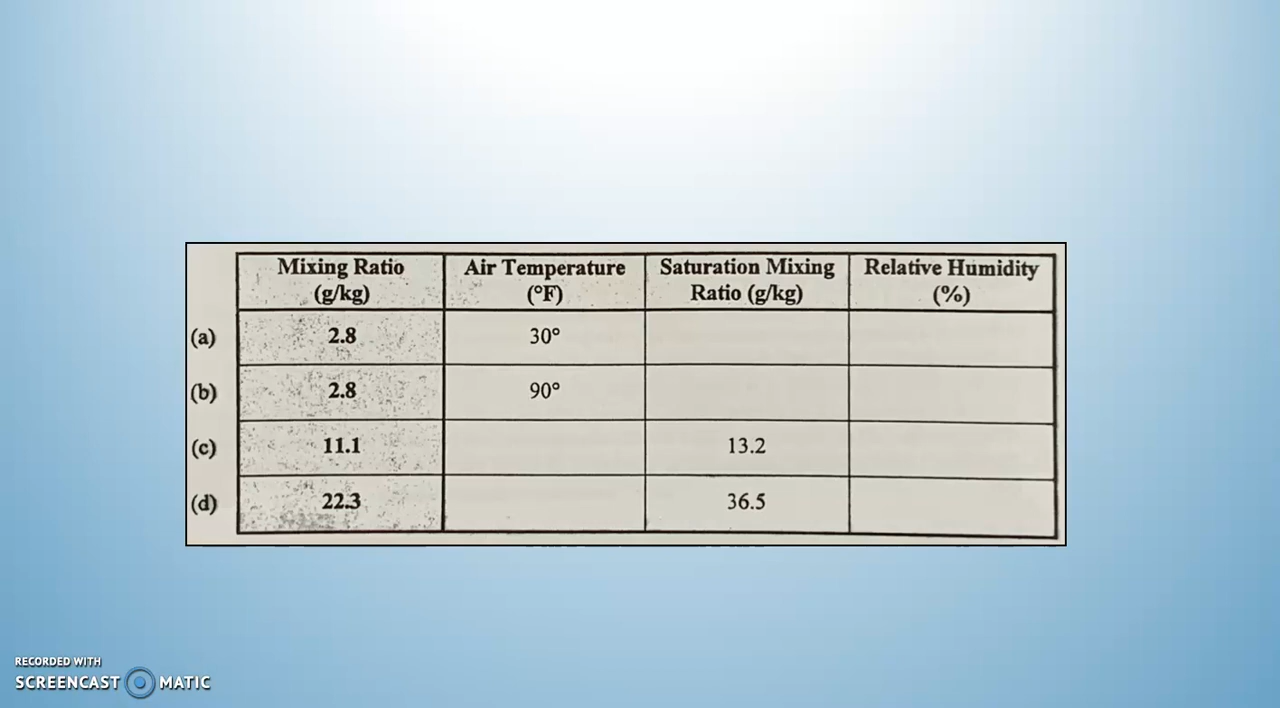 Mixing Ratio (g/kg) Air Temperature (°F) Saturation Mixing Ratio (g/kg) Relative Humidity (%)
(a) 2.8 30°
(b) 2.8 90°
(c) 11.1 13.2
(d) 22.3 36.5
RECORDED WITH
SCREENCAST MATIC